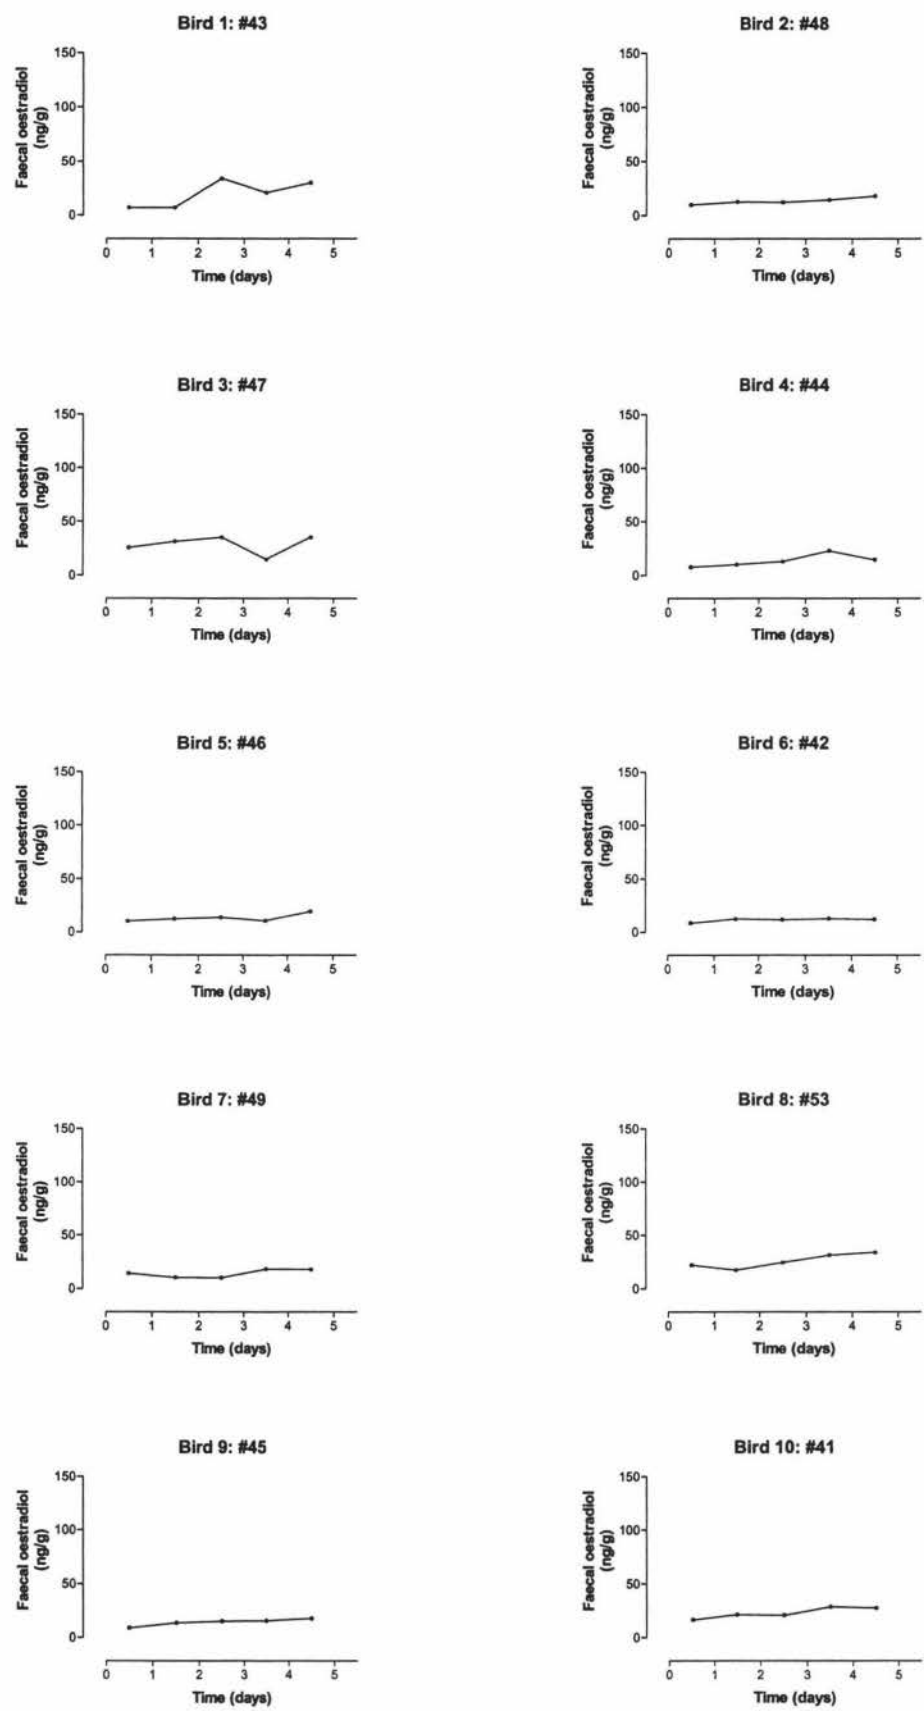 Bird 1: #43
Faecal oestradiol
(ng/g)
150
100
50
0
0 1 2 3 4 5
Time (days)
Bird 2: #48
Faecal oestradiol
(ng/g)
150
100
50
0
0 1 2 3 4 5
Time (days)
Bird 3: #47
Faecal oestradiol
(ng/g)
150
100
50
0
0 1 2 3 4 5
Time (days)
Bird 4: #44
Faecal oestradiol
(ng/g)
150
100
50
0
0 1 2 3 4 5
Time (days)
Bird 5: #46
Faecal oestradiol
(ng/g)
150
100
50
0
0 1 2 3 4 5
Time (days)
Bird 6: #42
Faecal oestradiol
(ng/g)
150
100
50
0
0 1 2 3 4 5
Time (days)
Bird 7: #49
Faecal oestradiol
(ng/g)
150
100
50
0
0 1 2 3 4 5
Time (days)
Bird 8: #53
Faecal oestradiol
(ng/g)
150
100
50
0
0 1 2 3 4 5
Time (days)
Bird 9: #45
Faecal oestradiol
(ng/g)
150
100
50
0
0 1 2 3 4 5
Time (days)
Bird 10: #41
Faecal oestradiol
(ng/g)
150
100
50
0
0 1 2 3 4 5
Time (days)